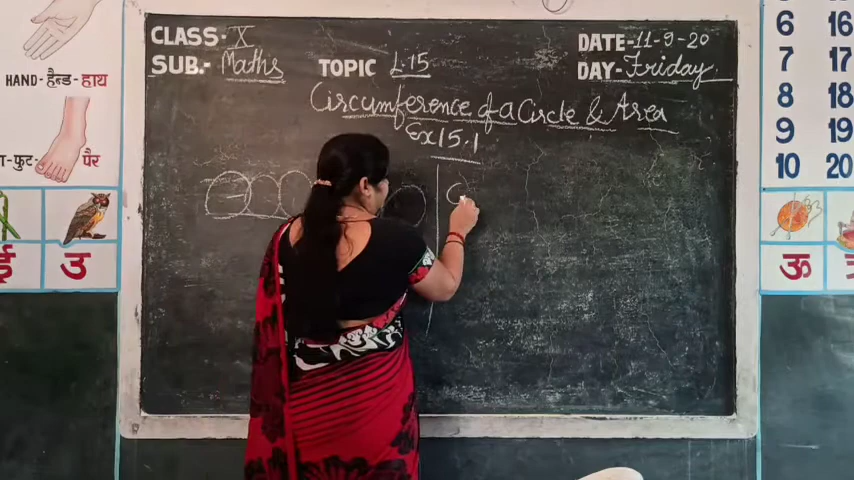 CLASS- X
SUB.- Maths
TOPIC L-15
DATE-11-9-20
DAY-Friday
Circumference of a Circle & Area
Ex 15.1
C
HAND-हैन्ड-हाथ
-फुट- पैर
ई
उ
ऊ
6 16
7 17
8 18
9 19
10 20